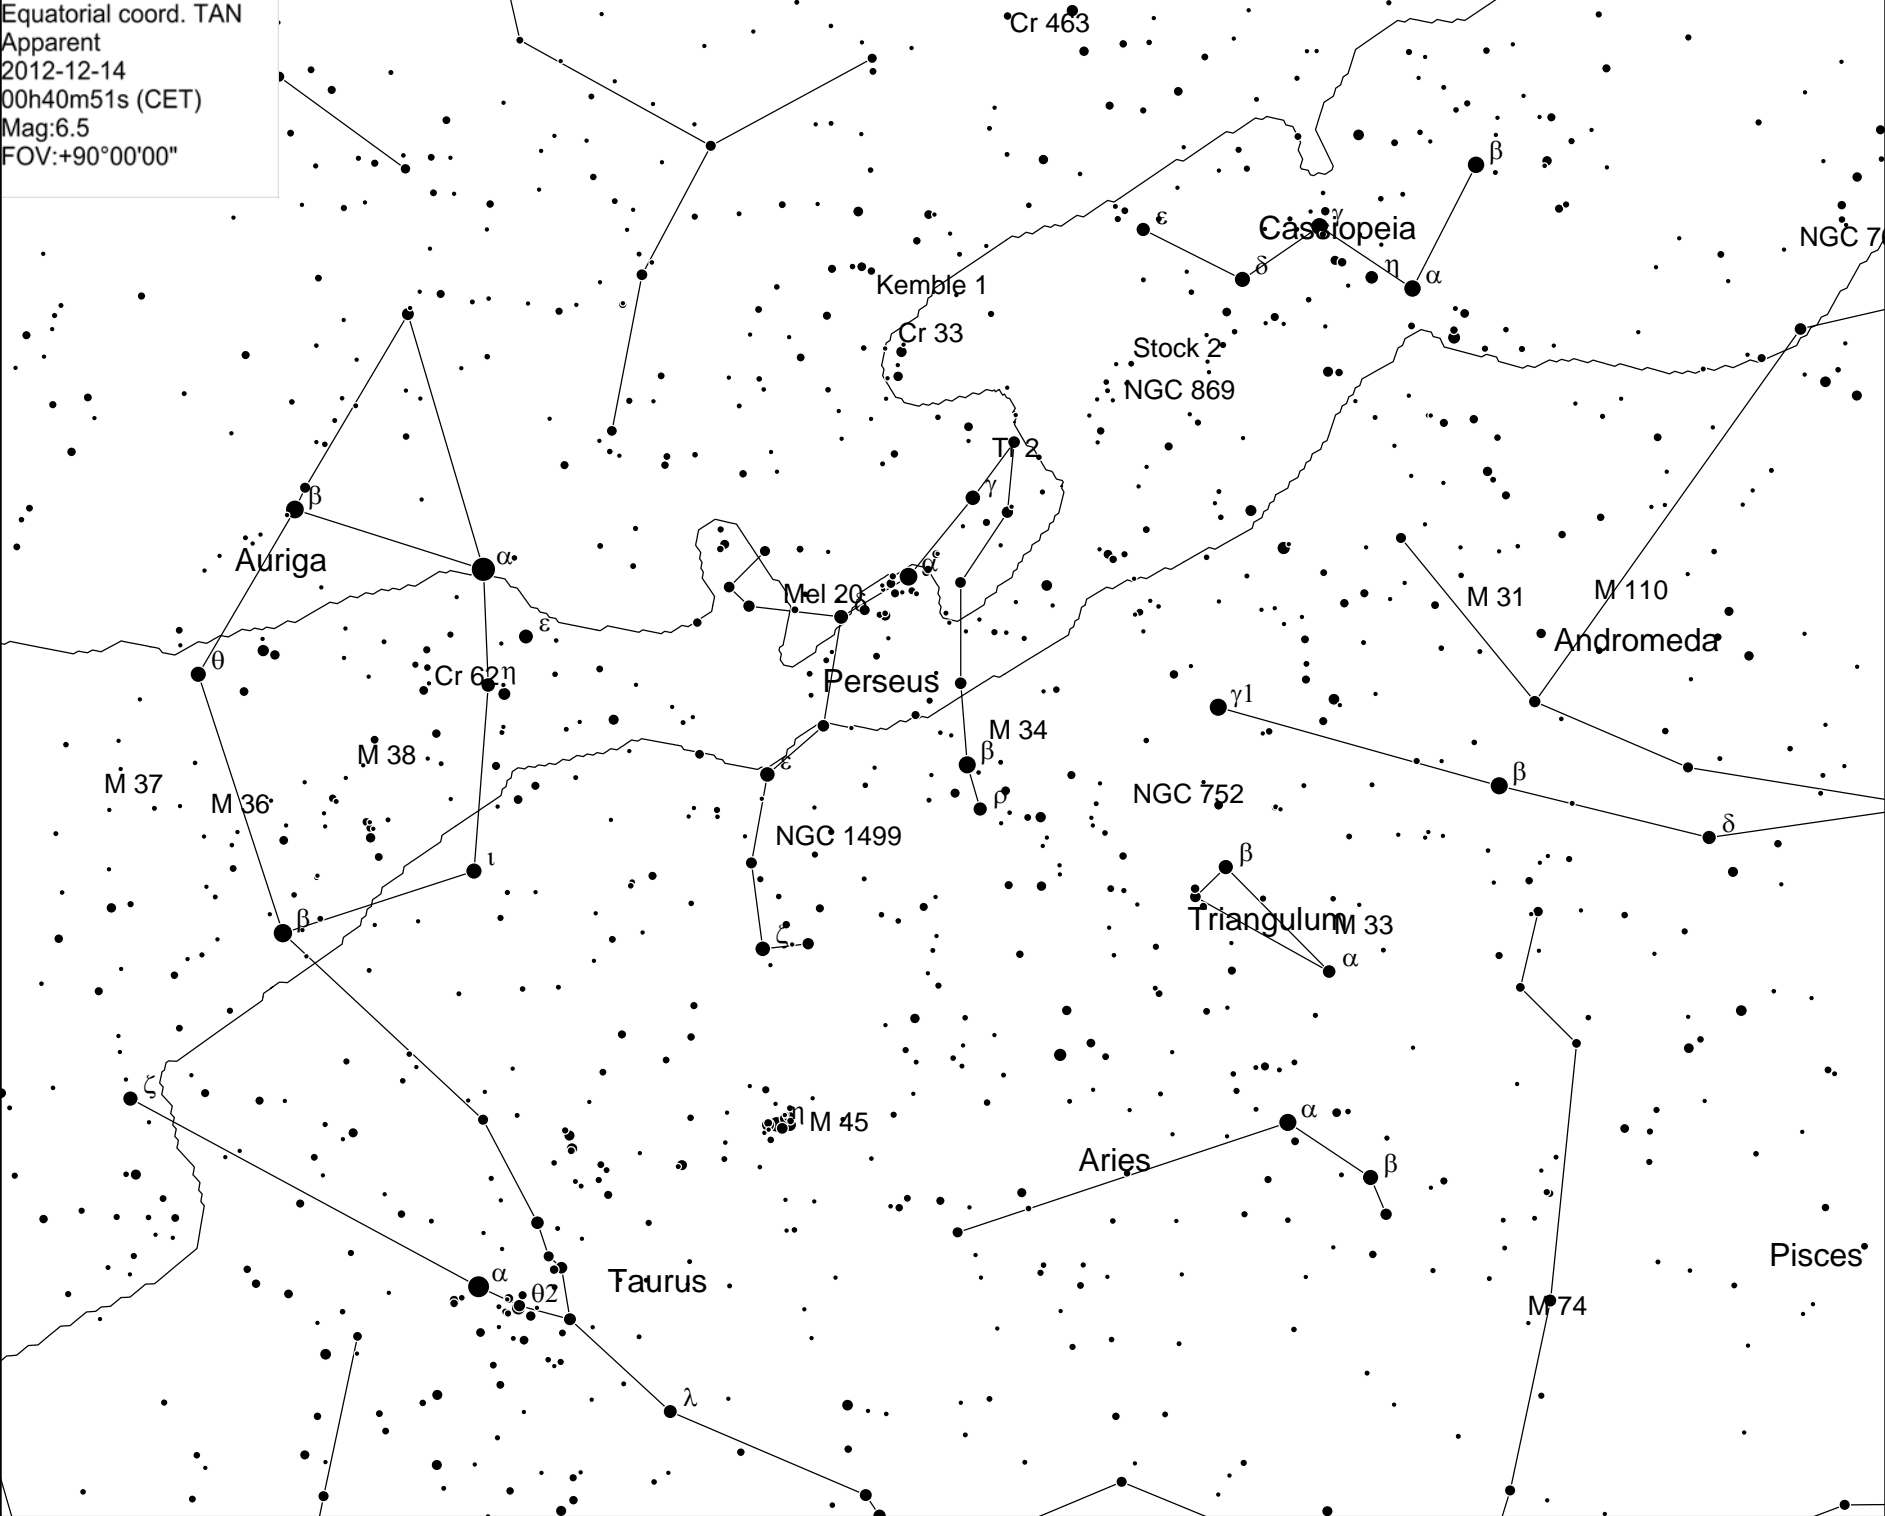 Equatorial coord. TAN
Apparent
2012-12-14
00h40m51s (CET)
Mag:6.5
FOV:+90°00'00"
Cr 463
β
ε
γ
Cassiopeia
NGC 70
δ
η
α
Kemble 1
Cr 33
Stock 2
NGC 869
Tr 2
γ
β
Auriga
α
α
Mel 20
δ
M 31
M 110
ε
Andromeda
θ
Cr 62
η
Perseus
γ1
M 34
M 38
β
ε
M 37
β
NGC 752
ρ
M 36
δ
NGC 1499
β
ι
Triangulum
M 33
β
ζ
α
ζ
η
M 45
α
Aries
β
Pisces
α
Taurus
θ2
M 74
λ